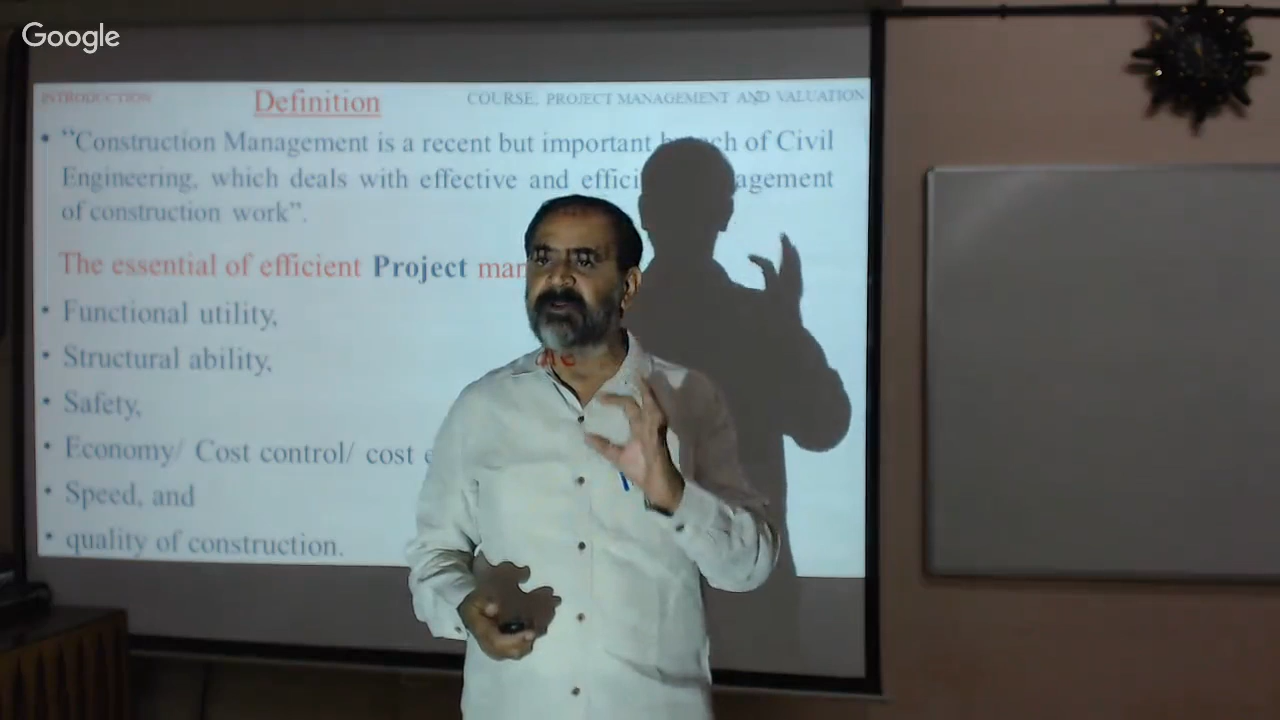 Google
INTRODUCTION
Definition
COURSE, PROJECT MANAGEMENT AND VALUATION
• “Construction Management is a recent but important of Civil
Engineering, which deals with effective and
of construction work”.
The essential of efficient Project
• Functional utility,
• Structural ability,
• Safety,
• Economy/ Cost control/ cost
• Speed, and
• quality of construction.